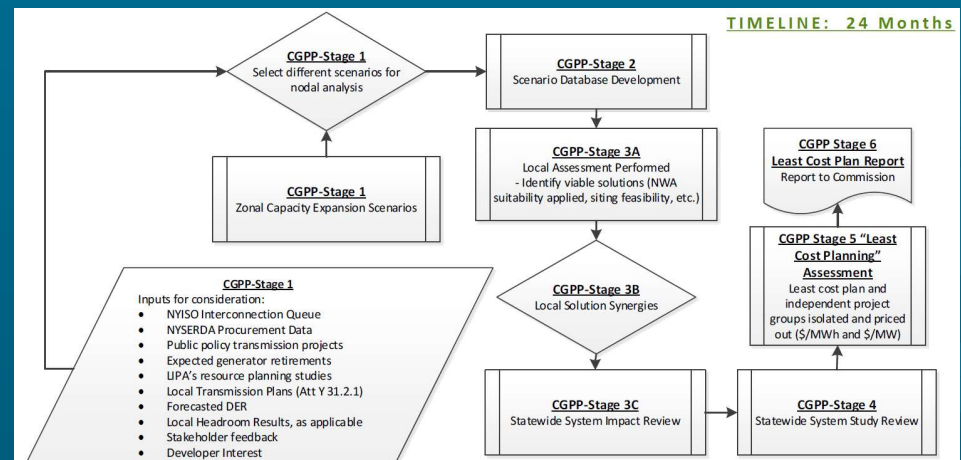 TIMELINE: 24 Months
CGPP-Stage 1
Select different scenarios for
nodal analysis
CGPP-Stage 2
Scenario Database Development
CGPP-Stage 1
Zonal Capacity Expansion Scenarios
CGPP-Stage 3A
Local Assessment Performed
- Identify viable solutions (NWA
suitability applied, siting feasibility, etc.)
CGPP Stage 6
Least Cost Plan Report
Report to Commission
CGPP-Stage 1
Inputs for consideration:
• NYISO Interconnection Queue
• NYSERDA Procurement Data
• Public policy transmission projects
• Expected generator retirements
• LIPA's resource planning studies
• Local Transmission Plans (Att Y 31.2.1)
• Forecasted DER
• Local Headroom Results, as applicable
• Stakeholder feedback
• Developer Interest
CGPP-Stage 3B
Local Solution Synergies
CGPP Stage 5 “Least
Cost Planning”
Assessment
Least cost plan and
independent project
groups isolated and priced
out ($/MWh and $/MW)
CGPP-Stage 3C
Statewide System Impact Review
CGPP-Stage 4
Statewide System Study Review